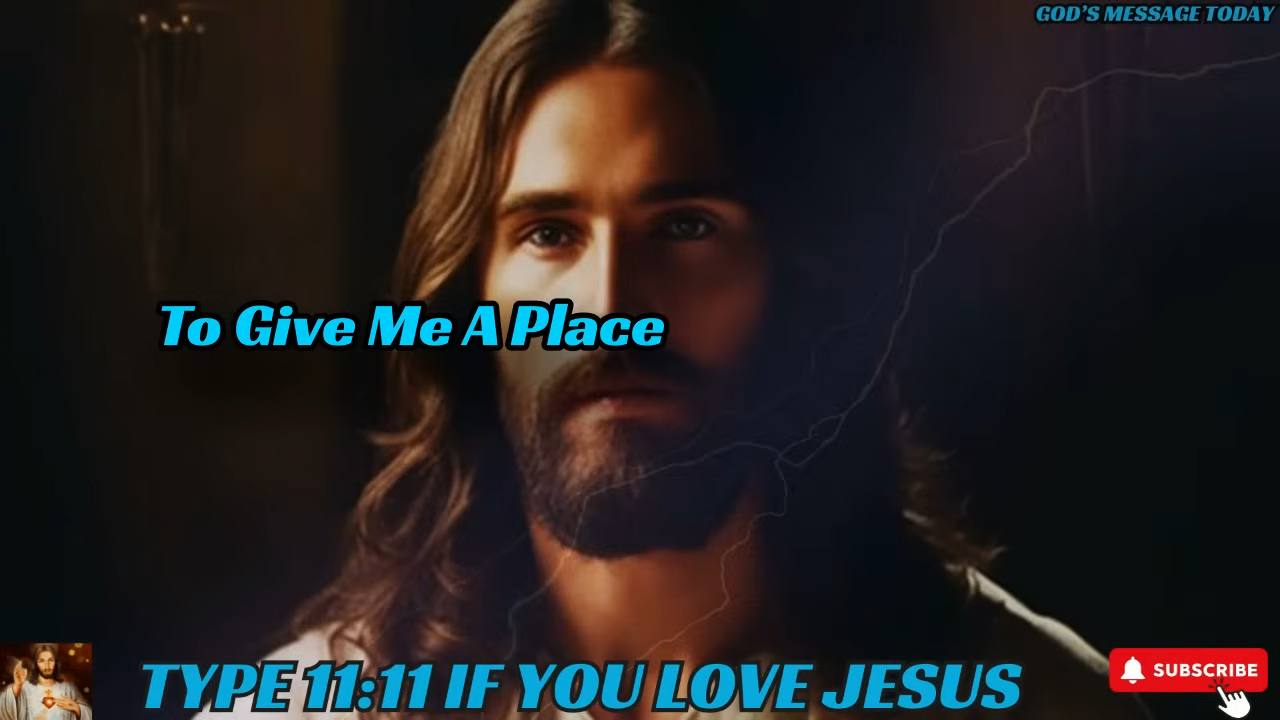 GOD'S MESSAGE TODAY
To Give Me A Place
TYPE 11:11 IF YOU LOVE JESUS
SUBSCRIBE